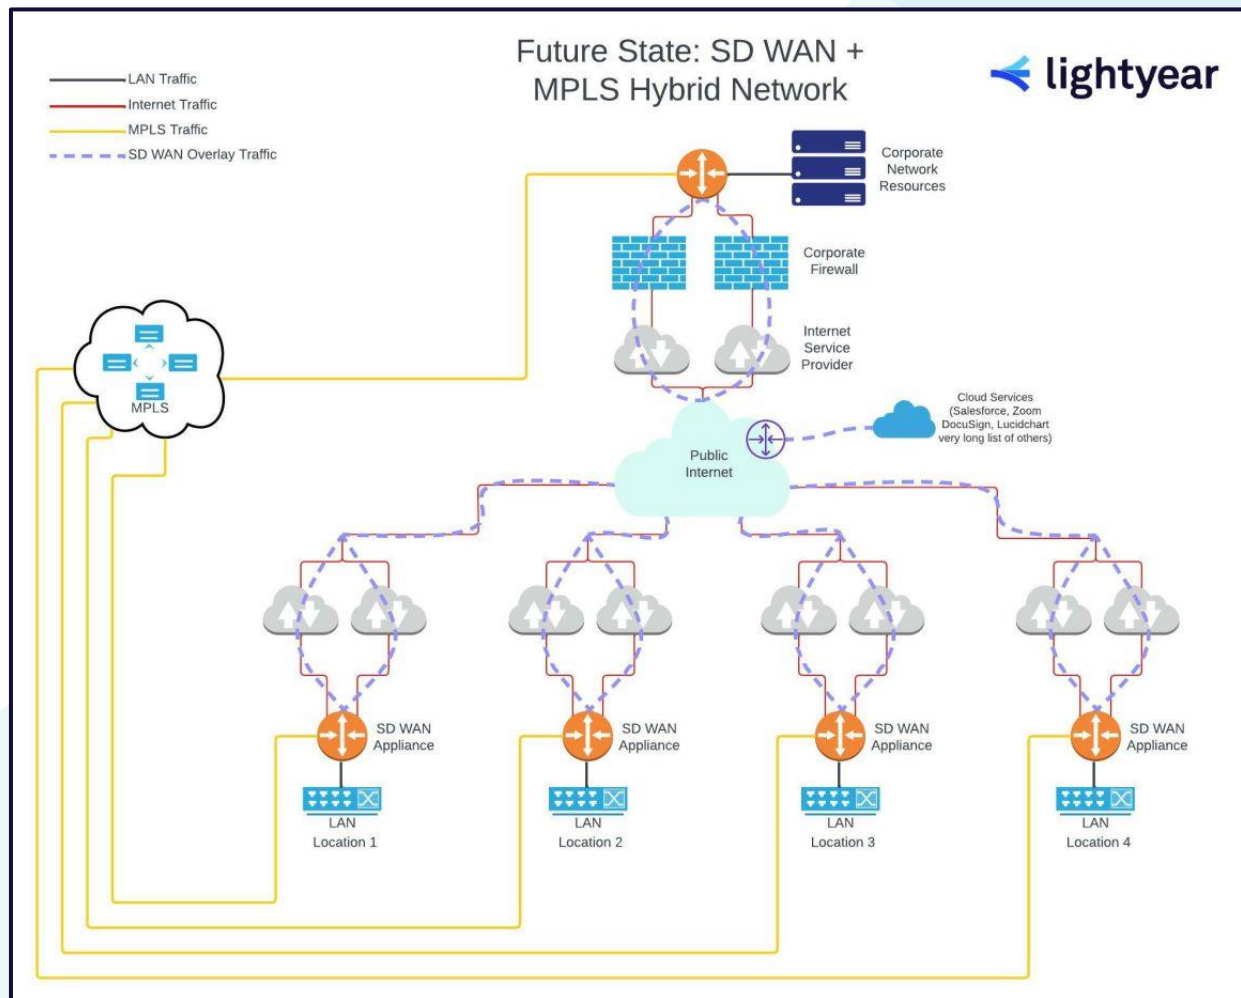 Future State: SD WAN +
MPLS Hybrid Network
lightyear
LAN Traffic
Internet Traffic
MPLS Traffic
SD WAN Overlay Traffic
Corporate
Network
Resources
Corporate
Firewall
Internet
Service
Provider
MPLS
Cloud Services
(Salesforce, Zoom
DocuSign, Lucidchart
very long list of others)
Public
Internet
SD WAN
Appliance
SD WAN
Appliance
SD WAN
Appliance
SD WAN
Appliance
LAN
Location 1
LAN
Location 2
LAN
Location 3
LAN
Location 4